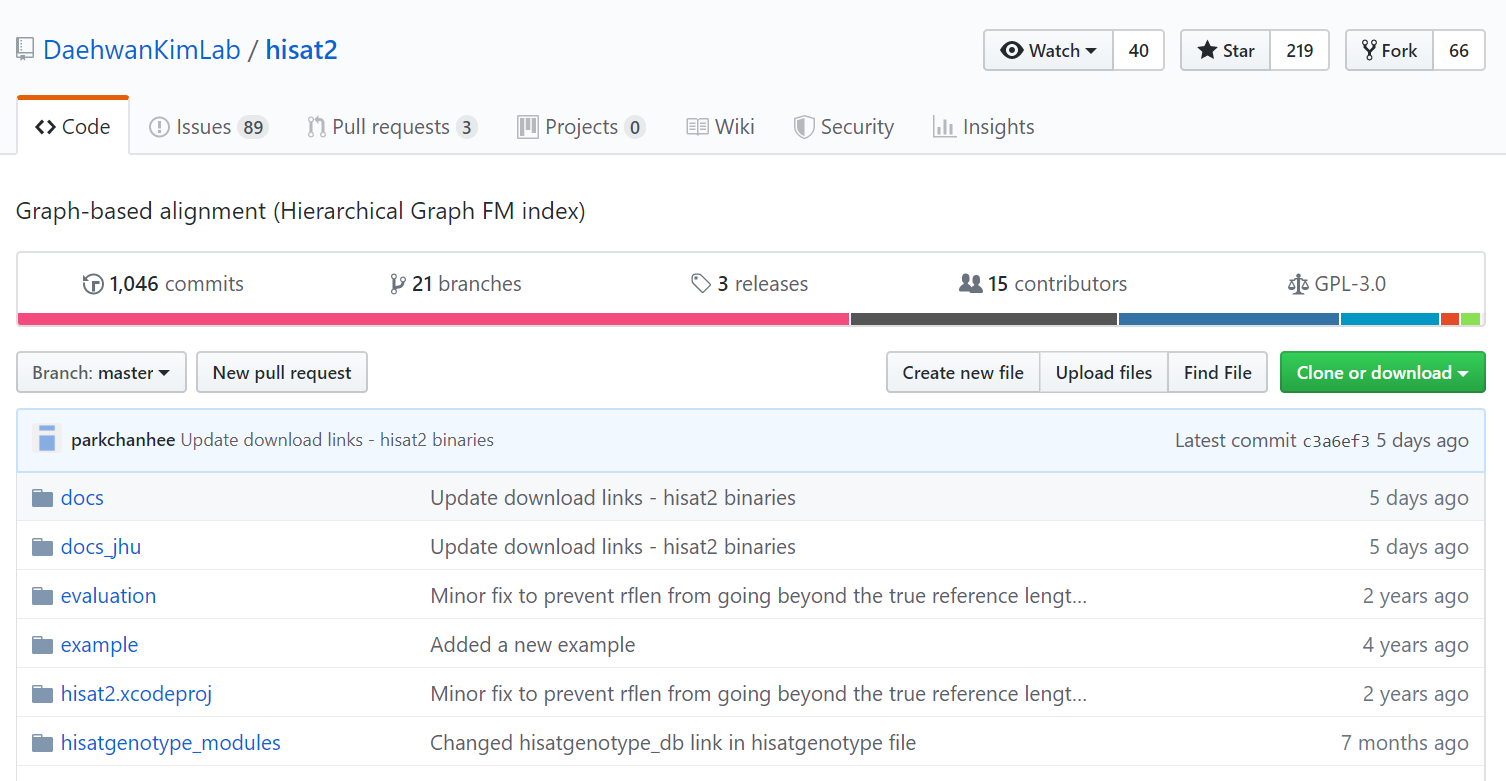 DaehwanKimLab / hisat2
Watch 40
Star 219
Fork 66
Code
Issues 89
Pull requests 3
Projects 0
Wiki
Security
Insights
Graph-based alignment (Hierarchical Graph FM index)
1,046 commits
21 branches
3 releases
15 contributors
GPL-3.0
Branch: master
New pull request
Create new file
Upload files
Find File
Clone or download
parkchanhee Update download links - hisat2 binaries
Latest commit c3a6ef3 5 days ago
docs Update download links - hisat2 binaries 5 days ago
docs_jhu Update download links - hisat2 binaries 5 days ago
evaluation Minor fix to prevent rflen from going beyond the true reference lengt... 2 years ago
example Added a new example 4 years ago
hisat2.xcodeproj Minor fix to prevent rflen from going beyond the true reference lengt... 2 years ago
hisatgenotype_modules Changed hisatgenotype_db link in hisatgenotype file 7 months ago